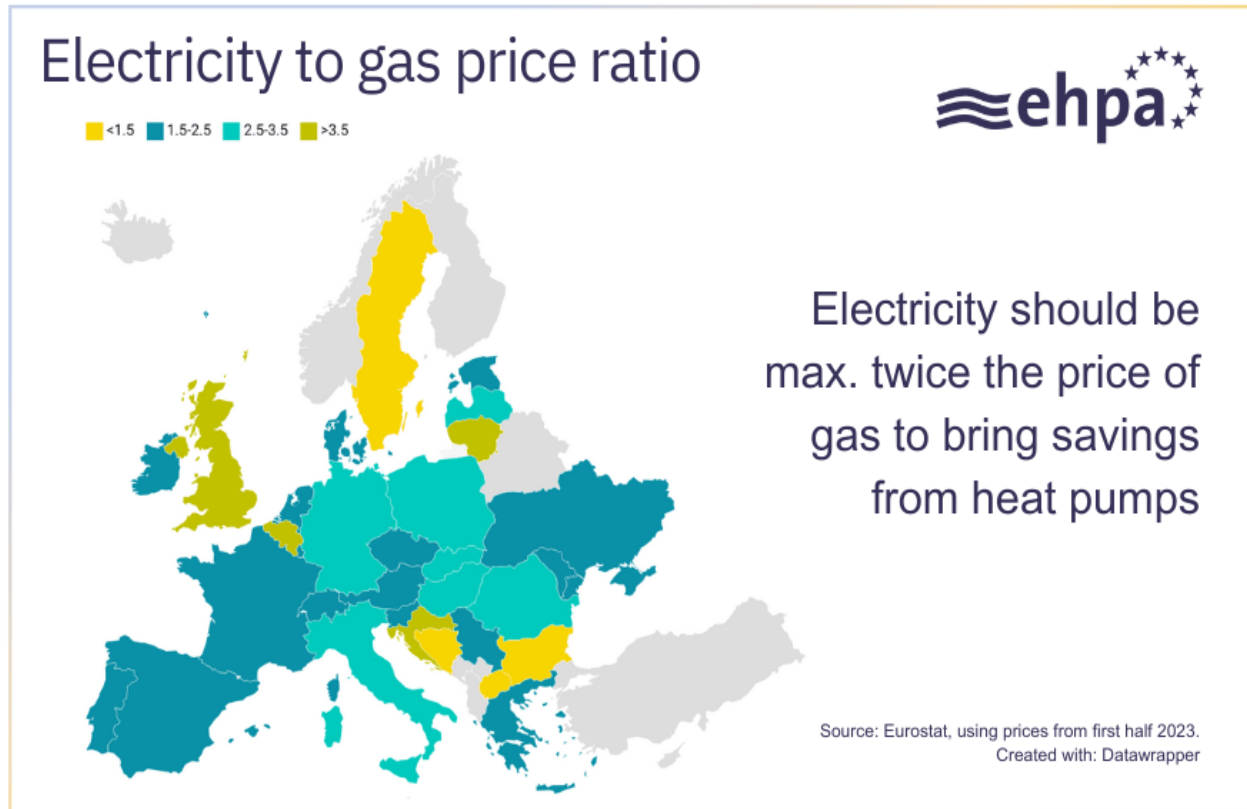 Electricity to gas price ratio
<1.5 1.5-2.5 2.5-3.5 >3.5
ehpa
Electricity should be
max. twice the price of
gas to bring savings
from heat pumps
Source: Eurostat, using prices from first half 2023.
Created with: Datawrapper